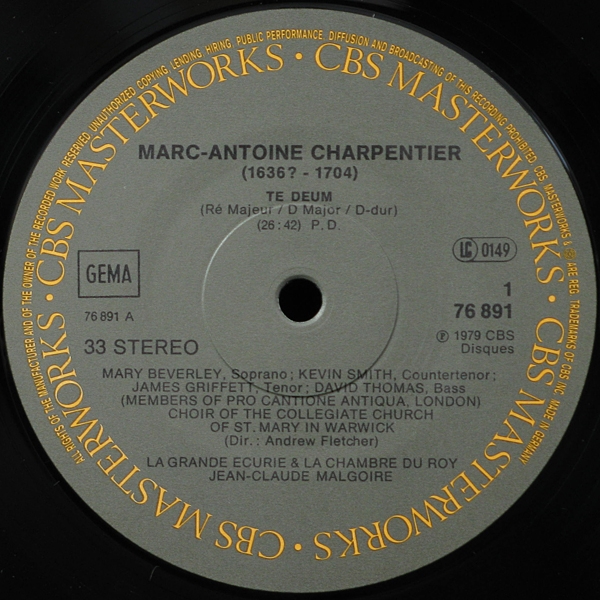 ALL RIGHTS OF THE MANUFACTURER AND OF THE OWNER OF THE RECORDED WORK RESERVED. UNAUTHORIZED COPYING, LENDING, HIRING, PUBLIC PERFORMANCE, DIFFUSION AND BROADCASTING OF THIS RECORDING PROHIBITED. CBS, MASTERWORKS & ARE REG. TRADEMARKS OF CBS, INC. MADE IN GERMANY
CBS MASTERWORKS · CBS MASTERWORKS · CBS MASTERWORKS · CBS MASTERWORKS · CBS MASTERWORKS ·
MARC-ANTOINE CHARPENTIER
(1636? - 1704)
TE DEUM
(Ré Majeur / D Major / D-dur)
(26:42) P. D.
GEMA
LC 0149
76 891 A
1
76 891
33 STEREO
℗ 1979 CBS
Disques
MARY BEVERLEY, Soprano; KEVIN SMITH, Countertenor;
JAMES GRIFFETT, Tenor; DAVID THOMAS, Bass
(MEMBERS OF PRO CANTIONE ANTIQUA, LONDON)
CHOIR OF THE COLLEGIATE CHURCH
OF ST. MARY IN WARWICK
(Dir.: Andrew Fletcher)
LA GRANDE ECURIE & LA CHAMBRE DU ROY
JEAN-CLAUDE MALGOIRE